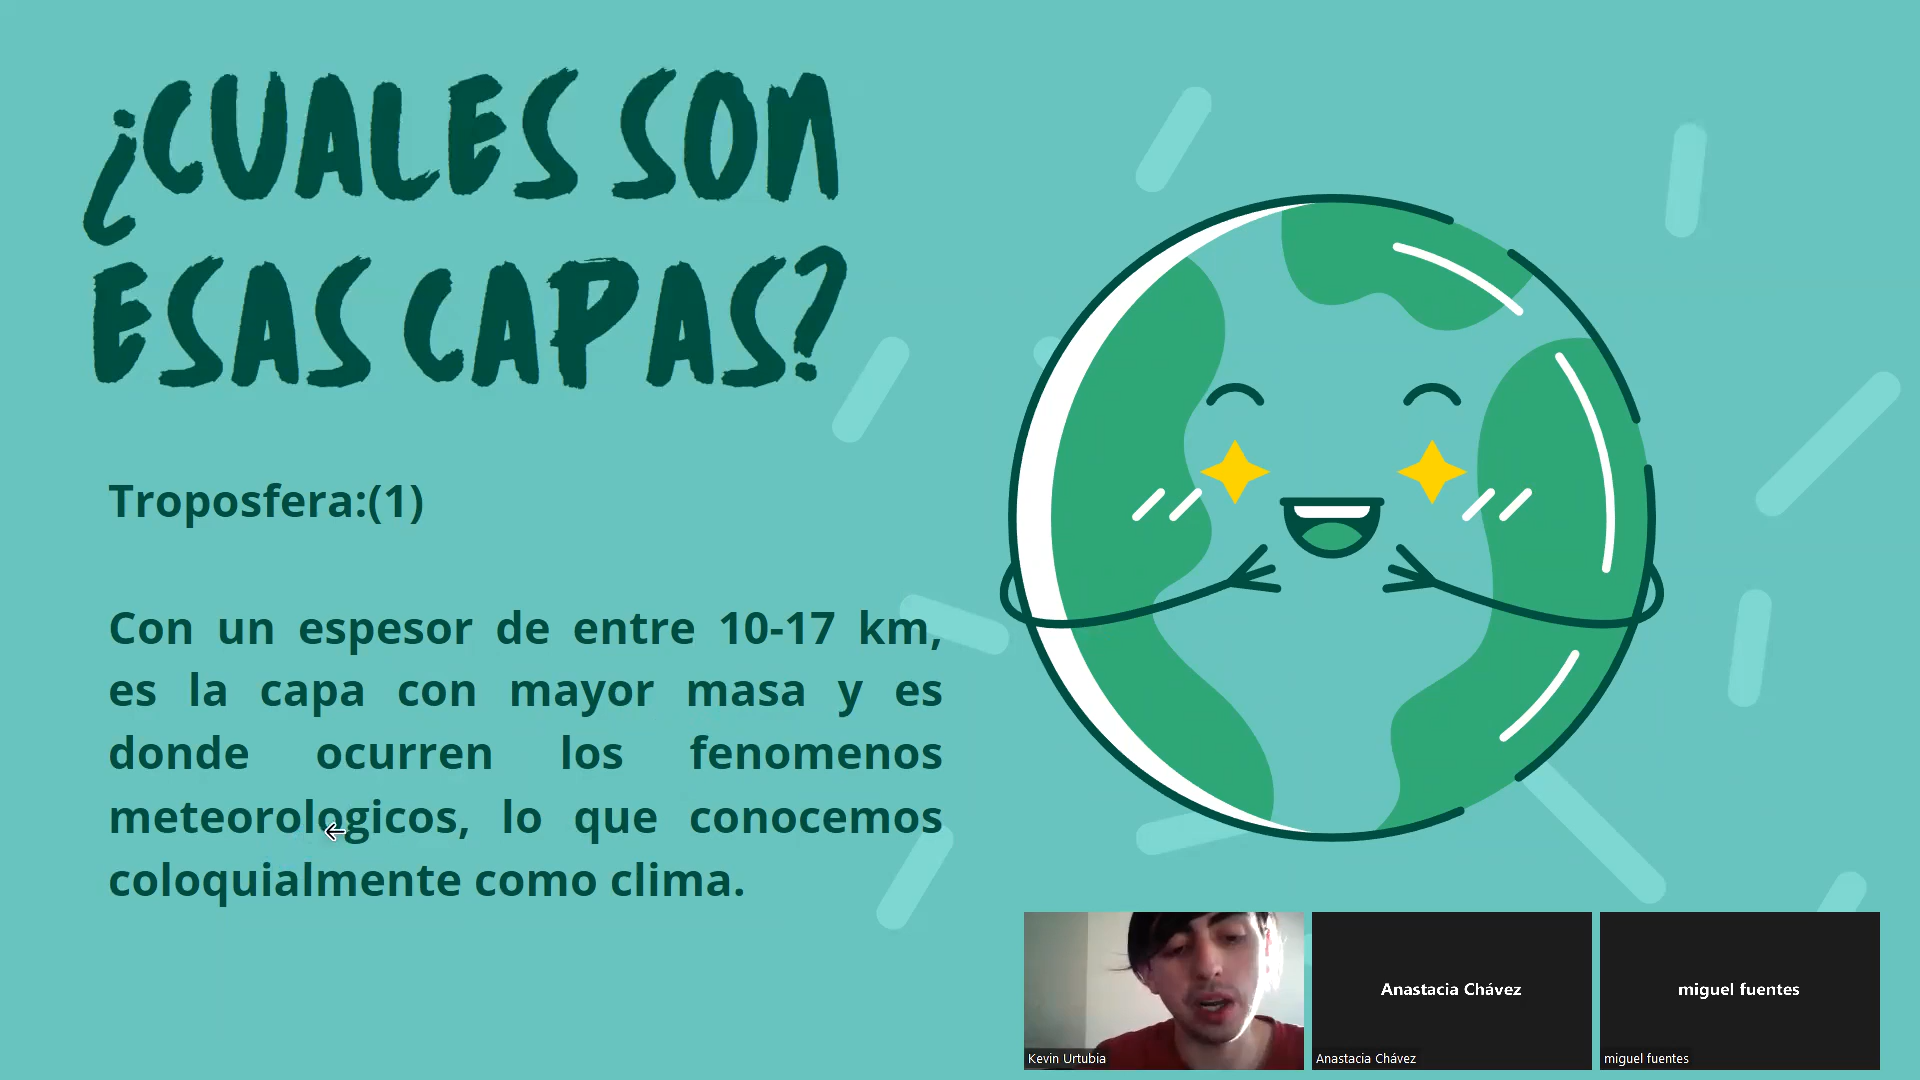 ¿CUALES SON
ESAS CAPAS?
Troposfera:(1)
Con un espesor de entre 10-17 km,
es la capa con mayor masa y es
donde ocurren los fenomenos
meteorologicos, lo que conocemos
coloquialmente como clima.
Kevin Urtubia
Anastacia Chávez
Anastacia Chávez
miguel fuentes
miguel fuentes